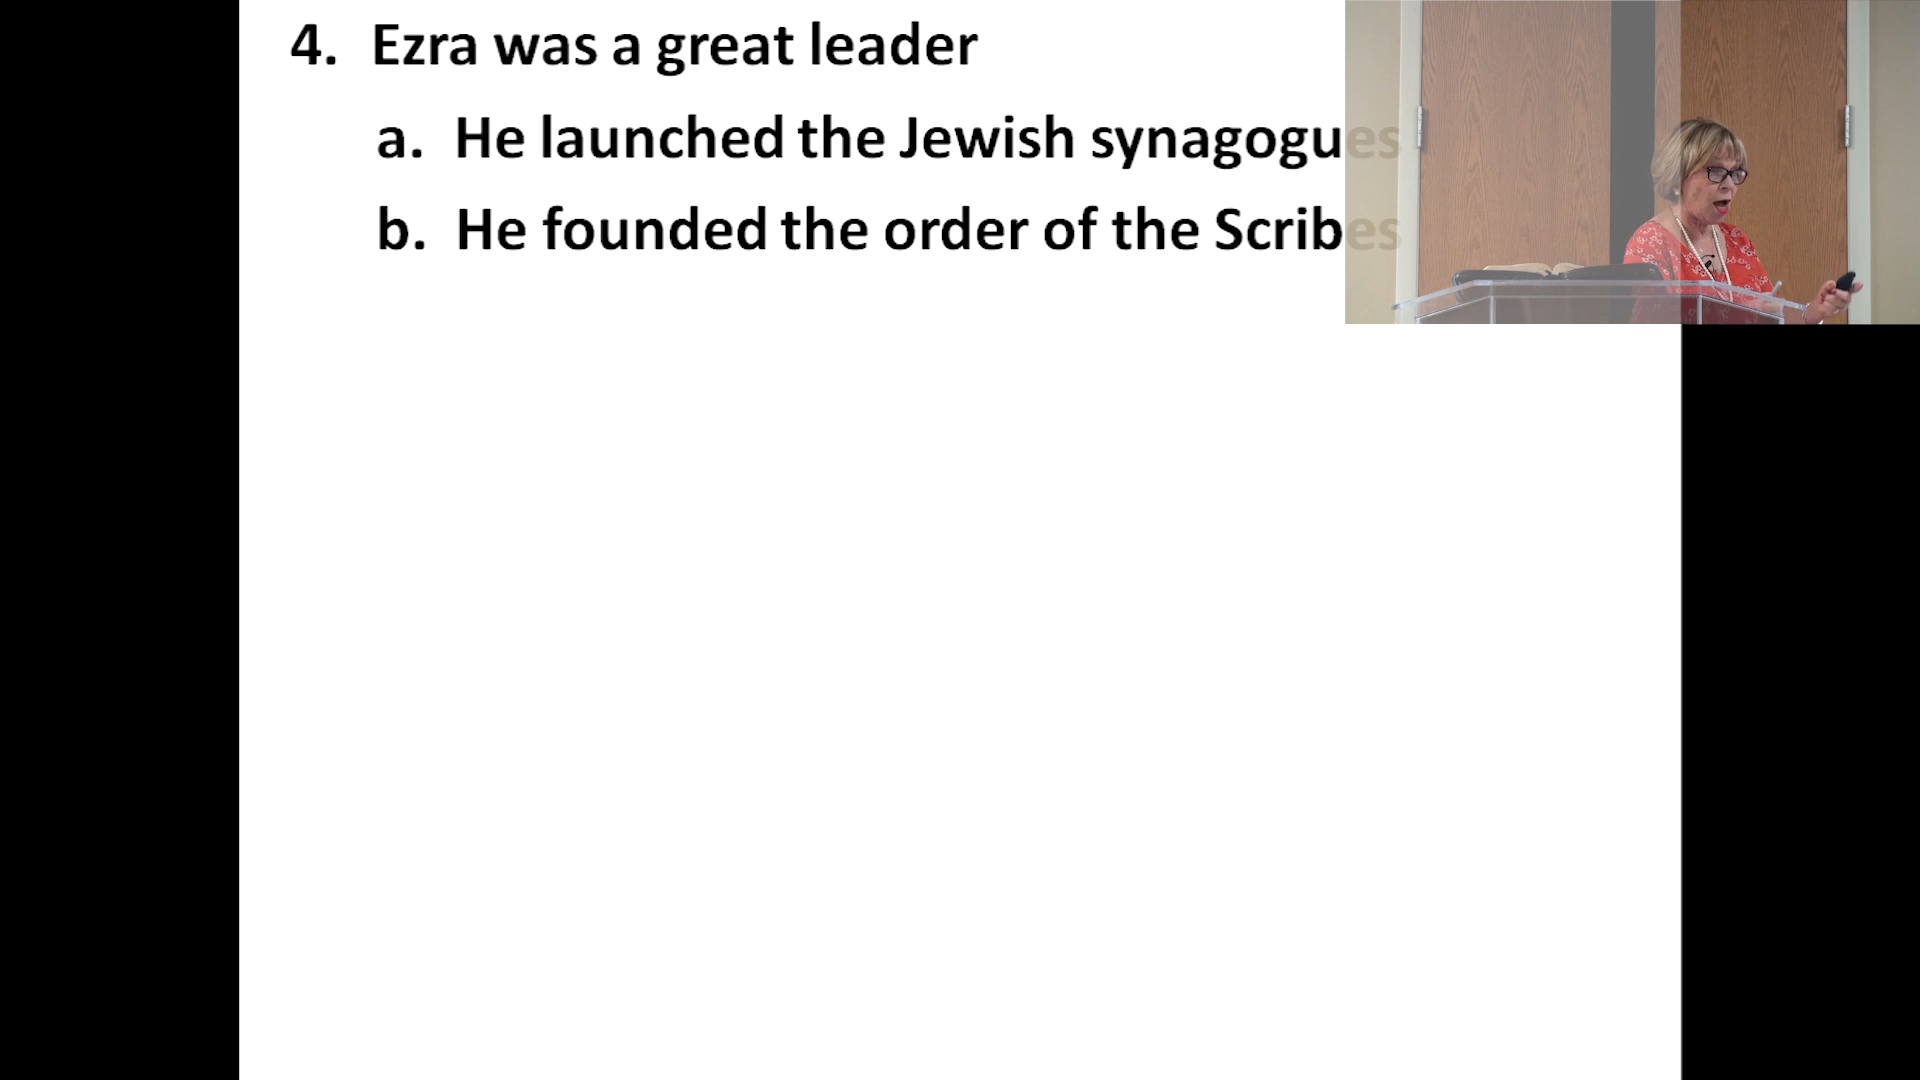 4. Ezra was a great leader
a. He launched the Jewish synagogues
b. He founded the order of the Scribes